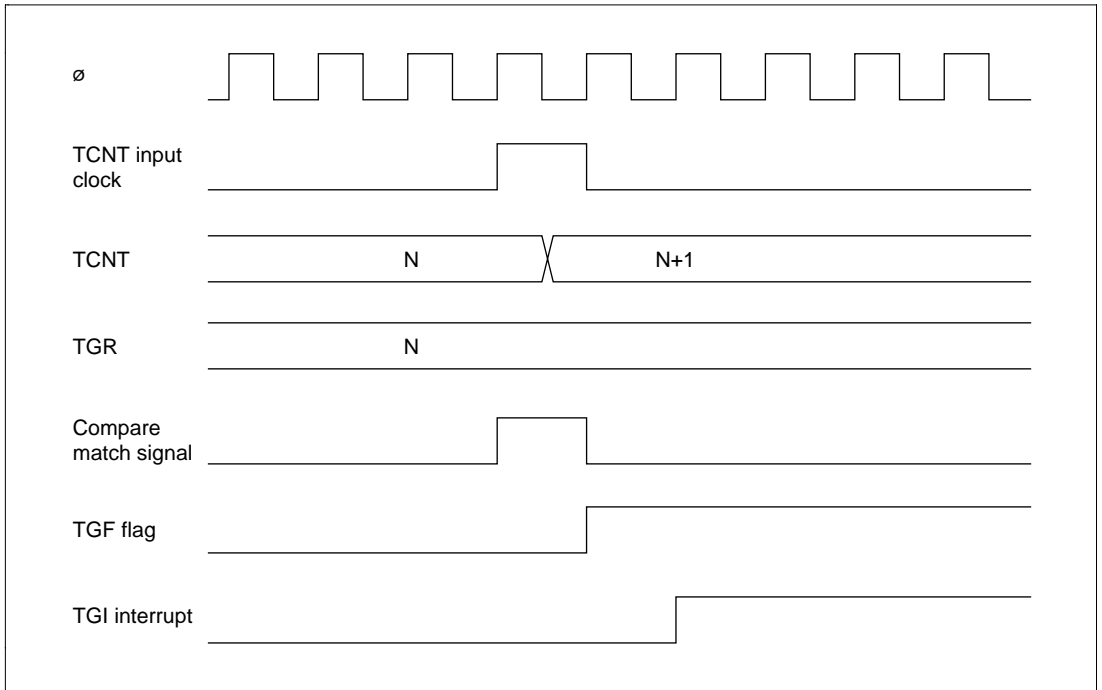 ø
TCNT input
clock
TCNT
N
N+1
TGR
N
Compare
match signal
TGF flag
TGI interrupt